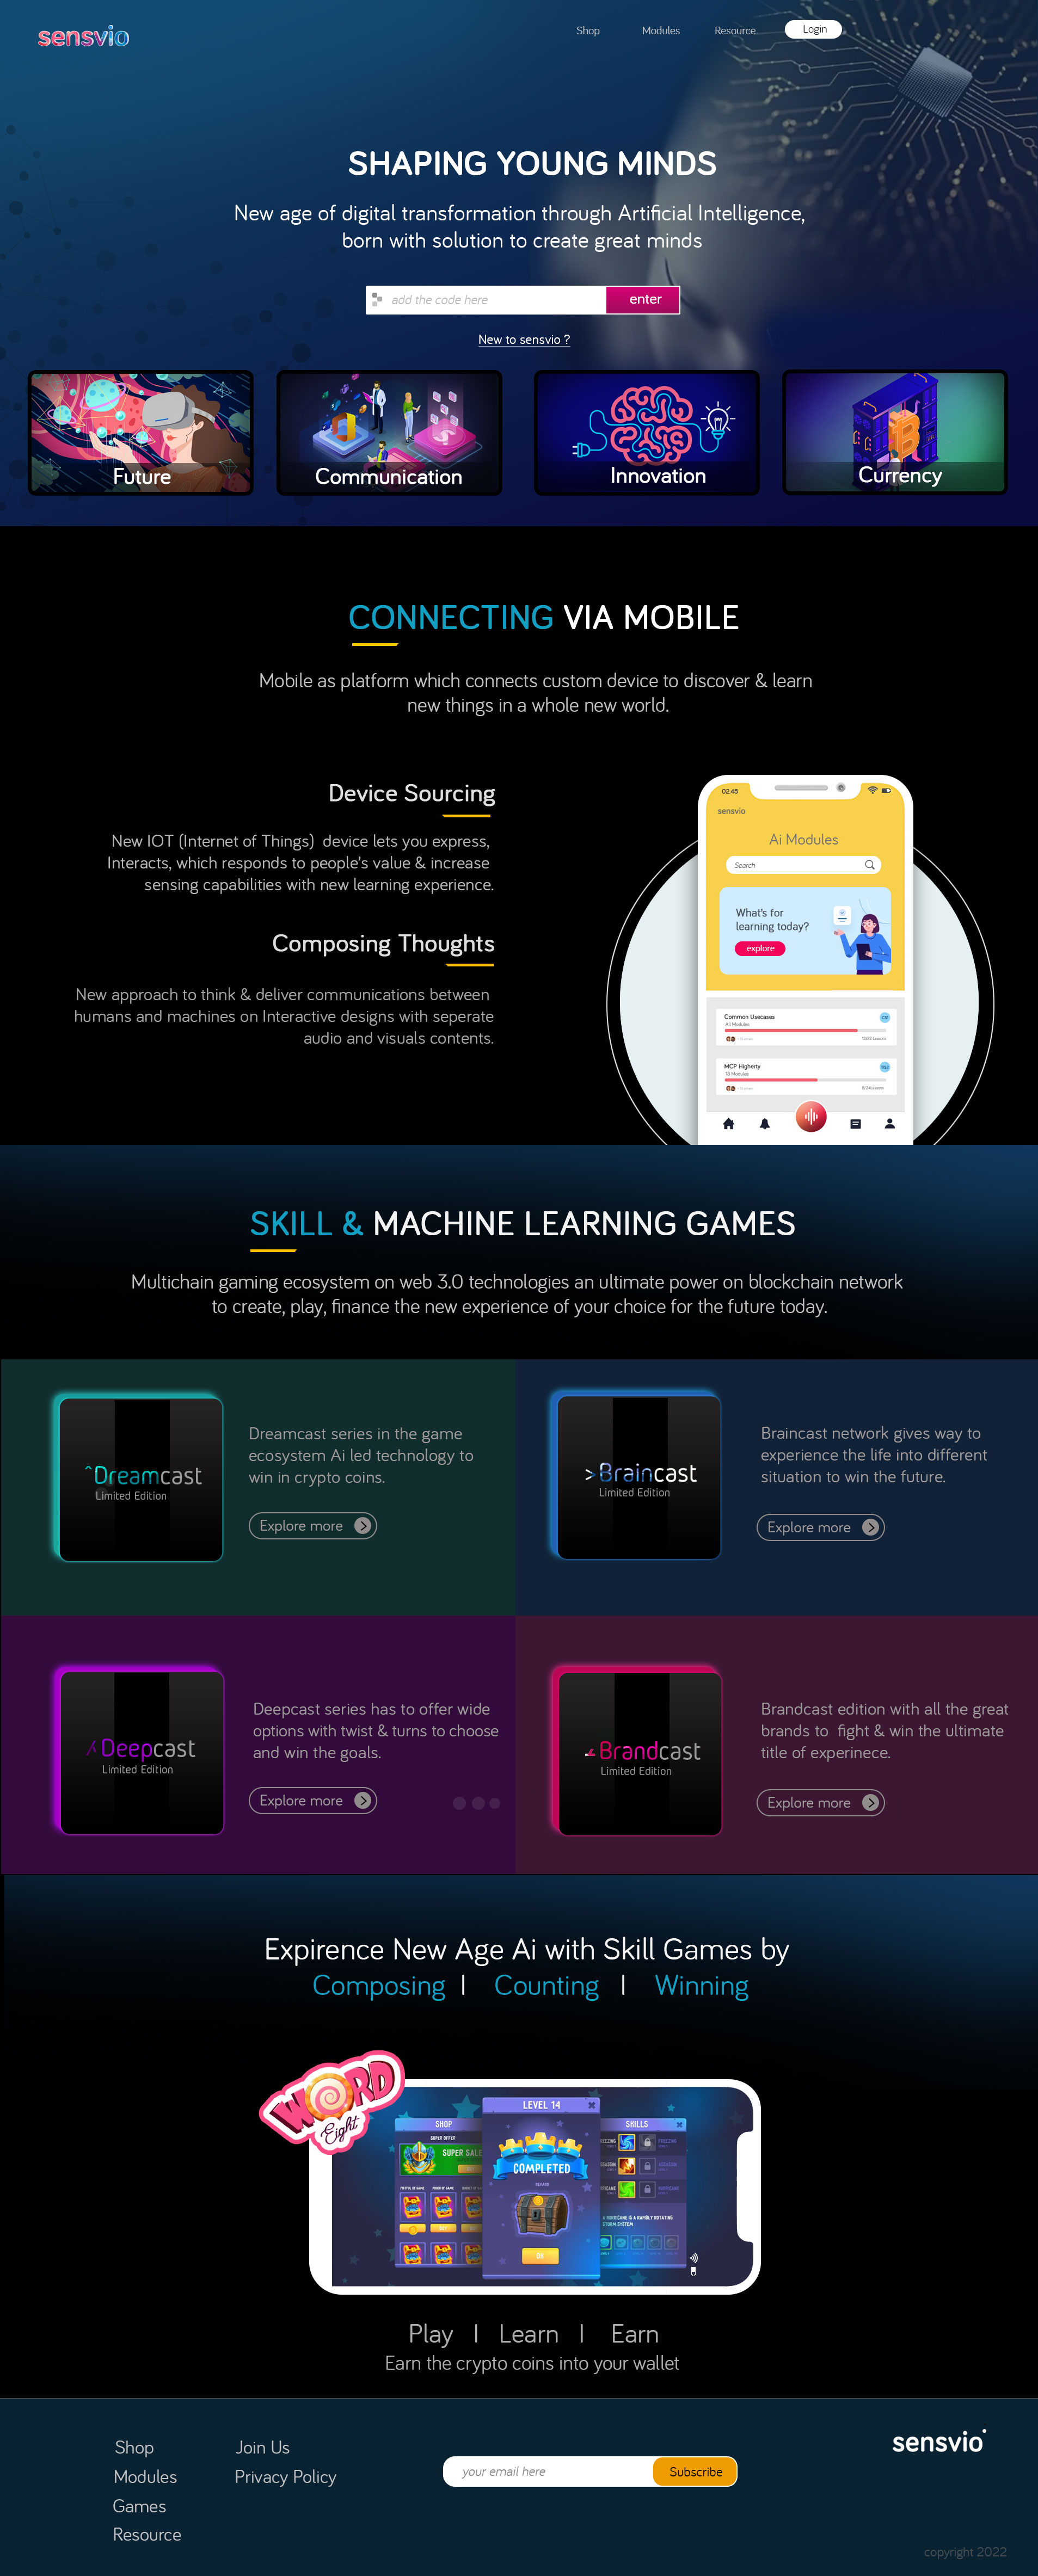 sensvio
Shop Modules Resource Login
SHAPING YOUNG MINDS
New age of digital transformation through Artificial Intelligence,
born with solution to create great minds
add the code here enter
New to sensvio ?
Future Communication Innovation Currency
CONNECTING VIA MOBILE
Mobile as platform which connects custom device to discover & learn
new things in a whole new world.
Device Sourcing
New IOT (Internet of Things) device lets you express,
Interacts, which responds to people's value & increase
sensing capabilities with new learning experience.
Composing Thoughts
New approach to think & deliver communications between
humans and machines on Interactive designs with seperate
audio and visuals contents.
02:45
sensvio
Ai Modules
Search
What's for
learning today?
explore
Common Usecases
All Modules
MCP Higherty
18 Modules
SKILL & MACHINE LEARNING GAMES
Multichain gaming ecosystem on web 3.0 technologies an ultimate power on blockchain network
to create, play, finance the new experience of your choice for the future today.
^Dreamcast
Limited Edition
Dreamcast series in the game
ecosystem Ai led technology to
win in crypto coins.
Explore more
>Braincast
Limited Edition
Braincast network gives way to
experience the life into different
situation to win the future.
Explore more
Deepcast
Limited Edition
Deepcast series has to offer wide
options with twist & turns to choose
and win the goals.
Explore more
Brandcast
Limited Edition
Brandcast edition with all the great
brands to fight & win the ultimate
title of experinece.
Explore more
Expirence New Age Ai with Skill Games by
Composing | Counting | Winning
WORD
Eight
SHOP
SUPER OFFER
SUPER SALE
LEVEL 14
COMPLETED
REWARD
OK
SKILLS
Play | Learn | Earn
Earn the crypto coins into your wallet
Shop
Modules
Games
Resource
Join Us
Privacy Policy
your email here Subscribe
sensvio
copyright 2022